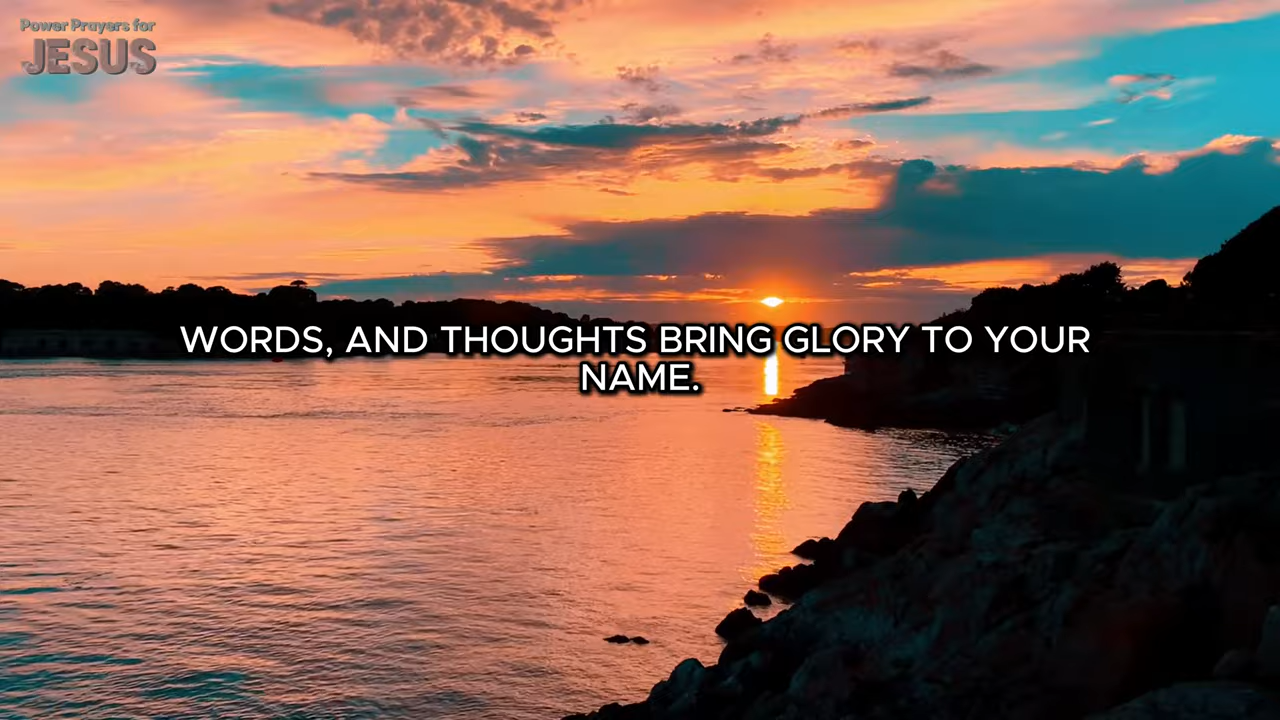 Power Prayers for
JESUS
WORDS, AND THOUGHTS BRING GLORY TO YOUR
NAME.